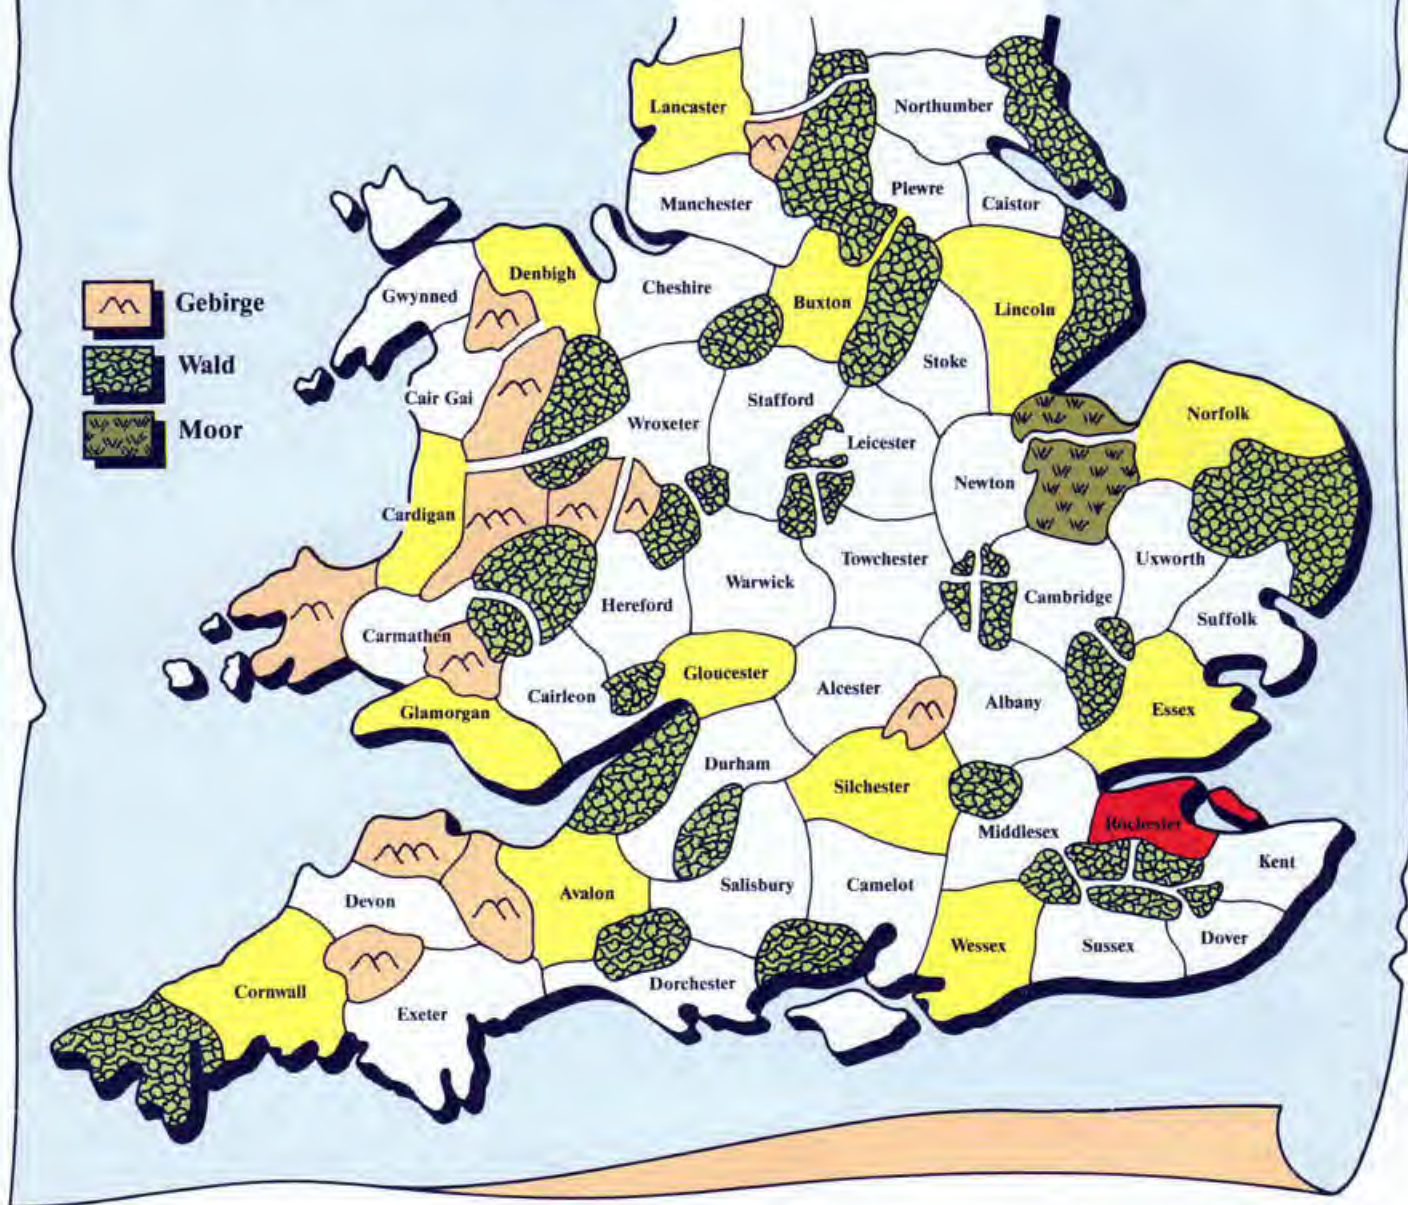 Lancaster
Northumber
Manchester
Plewre
Caistor
Denbigh
Gwynned
Cheshire
Buxton
Lincoln
Gebirge
Wald
Moor
Cair Gai
Stoke
Stafford
Wroxeter
Leicester
Norfolk
Newton
Cardigan
Towchester
Uxworth
Warwick
Hereford
Cambridge
Suffolk
Carmathen
Gloucester
Alcester
Cairleon
Albany
Essex
Glamorgan
Durham
Silchester
Middlesex
Rochester
Kent
Salisbury
Camelot
Avalon
Devon
Wessex
Sussex
Dover
Dorchester
Cornwall
Exeter